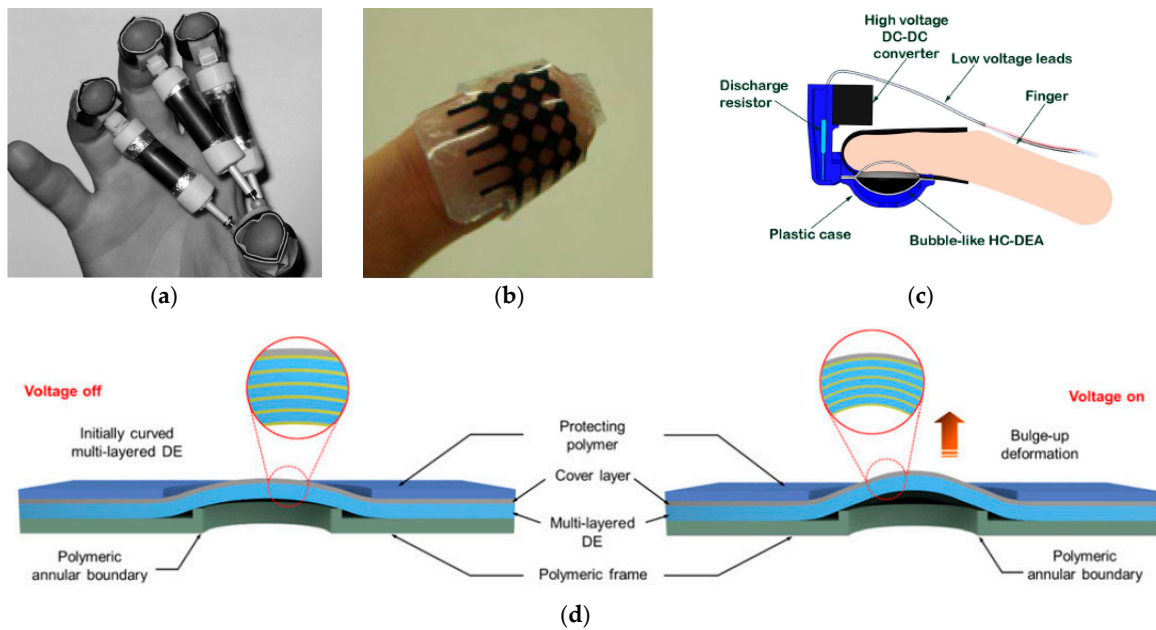 High voltage
DC-DC
converter
Low voltage leads
Discharge
resistor
Finger
Plastic case
Bubble-like HC-DEA
(a)
(b)
(c)
Voltage off
Voltage on
Initially curved
multi-layered DE
Protecting
polymer
Bulge-up
deformation
Cover layer
Multi-layered
DE
Polymeric
annular boundary
Polymeric frame
Polymeric
annular boundary
(d)